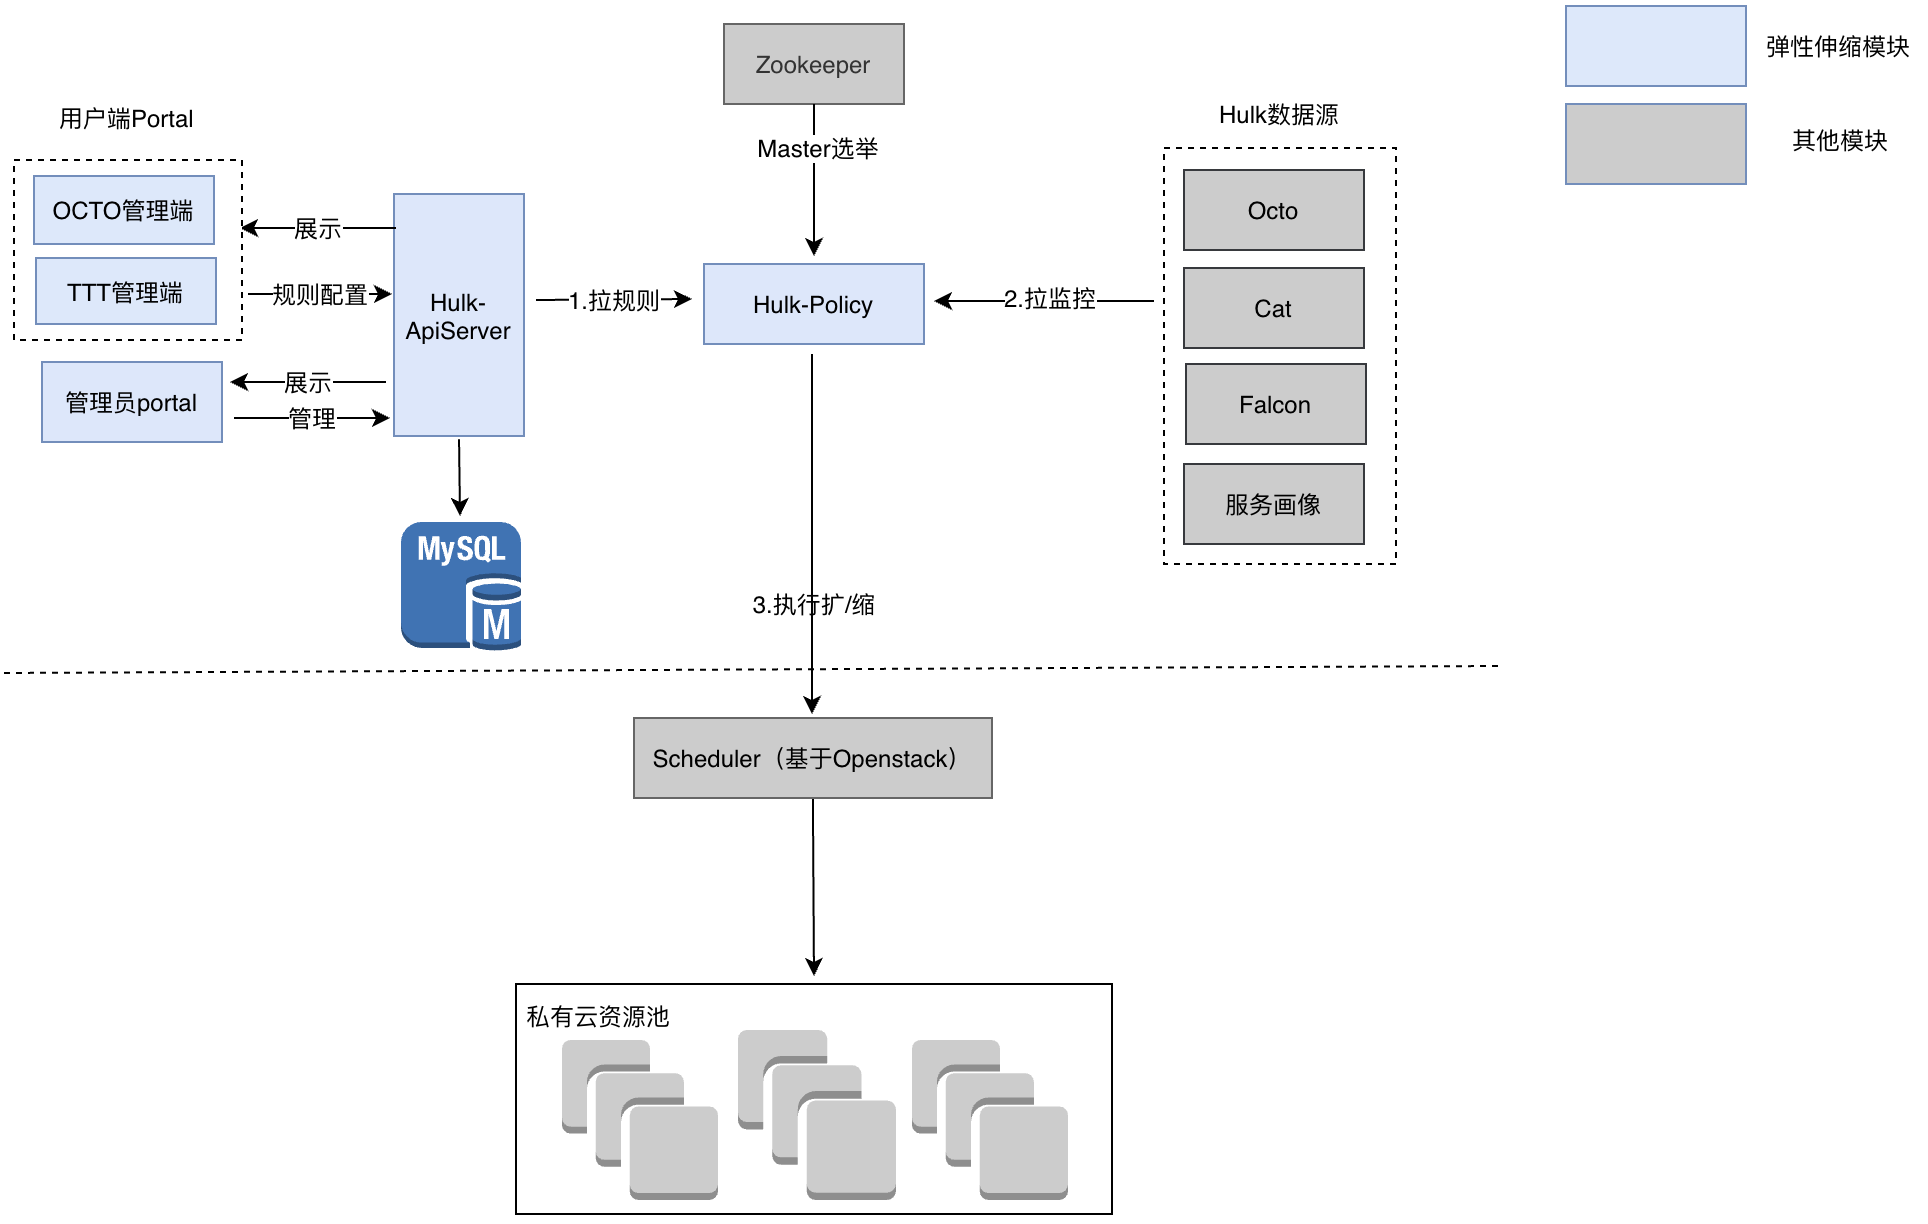 Zookeeper
弹性伸缩模块
其他模块
用户端Portal
Master选举
Hulk数据源
OCTO管理端
展示
TTT管理端
规则配置
Hulk-
ApiServer
1.拉规则
Hulk-Policy
2.拉监控
Octo
Cat
Falcon
服务画像
管理员portal
展示
管理
MySQL
M
3.执行扩/缩
Scheduler（基于Openstack）
私有云资源池